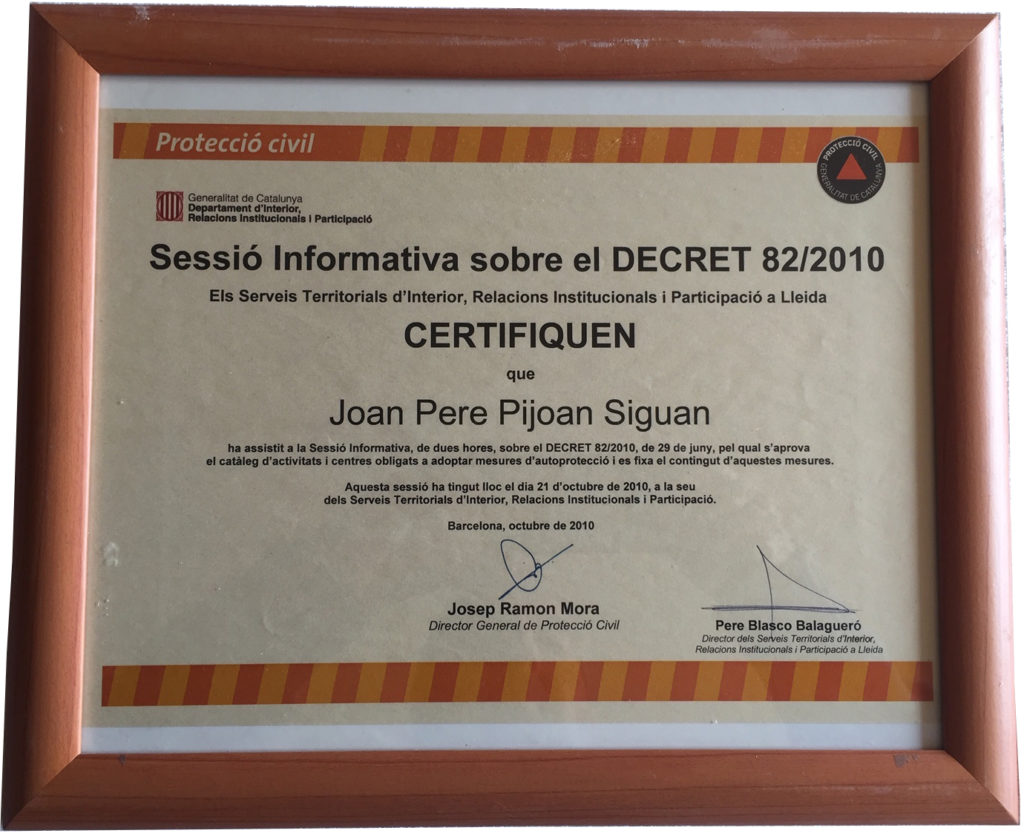 Protecció civil
PROTECCIÓ CIVIL
GENERALITAT DE CATALUNYA
Generalitat de Catalunya
Departament d'Interior,
Relacions Institucionals i Participació
Sessió Informativa sobre el DECRET 82/2010
Els Serveis Territorials d'Interior, Relacions Institucionals i Participació a Lleida
CERTIFIQUEN
que
Joan Pere Pijoan Siguan
ha assistit a la Sessió Informativa, de dues hores, sobre el DECRET 82/2010, de 29 de juny, pel qual s'aprova
el catàleg d'activitats i centres obligats a adoptar mesures d'autoprotecció i es fixa el contingut d'aquestes mesures.
Aquesta sessió ha tingut lloc el dia 21 d'octubre de 2010, a la seu
dels Serveis Territorials d'Interior, Relacions Institucionals i Participació.
Barcelona, octubre de 2010
Josep Ramon Mora
Director General de Protecció Civil
Pere Blasco Balagueró
Director dels Serveis Territorials d'Interior,
Relacions Institucionals i Participació a Lleida